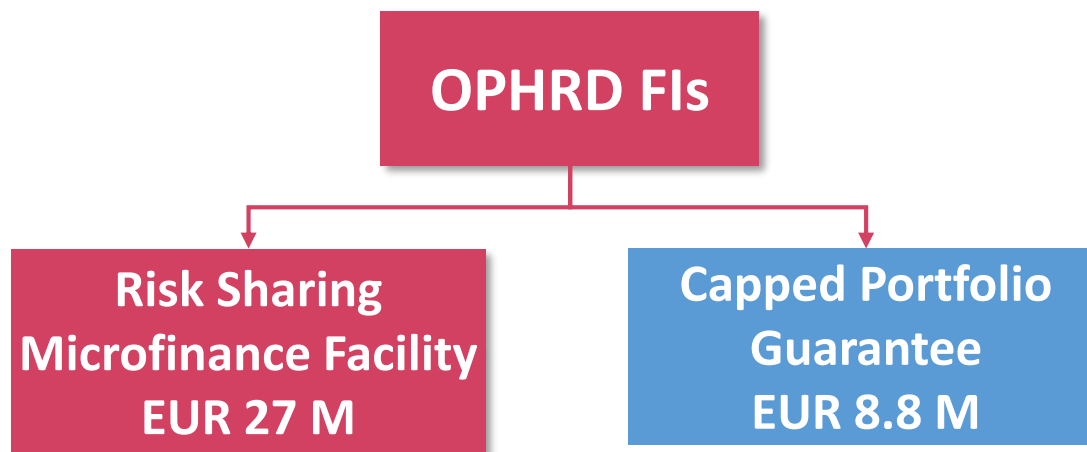 OPHRD FIs
Risk Sharing
Microfinance Facility
EUR 27 M
Capped Portfolio
Guarantee
EUR 8.8 M